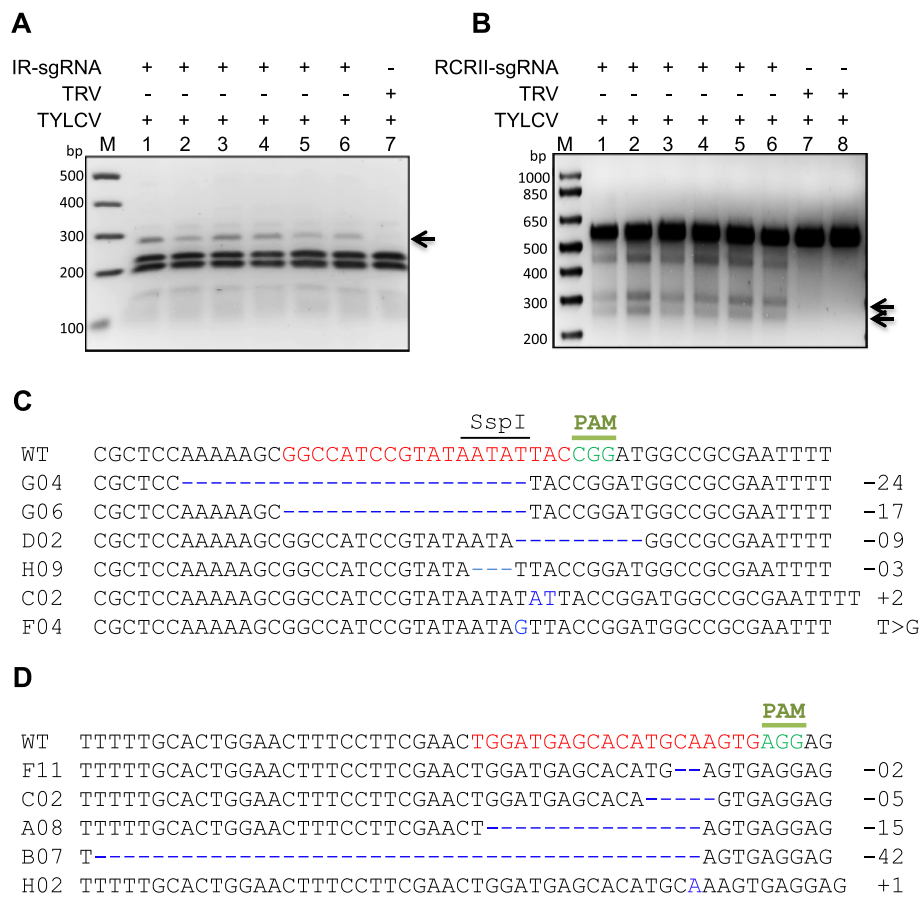 A
IR-sgRNA + + + + + + -
TRV - - - - - - +
TYLCV + + + + + + +
bp M 1 2 3 4 5 6 7
500
400
300
200
100
B
RCRII-sgRNA + + + + + + - -
TRV - - - - - - + +
TYLCV + + + + + + + +
bp M 1 2 3 4 5 6 7 8
1000
850
650
500
400
300
200
C
SspI PAM
WT CGCTCCAAAAAGCGGCCATCCGTATAATATTACCGGATGGCCGCGAATTTT
G04 CGCTCC------------------------TACCGGATGGCCGCGAATTTT -24
G06 CGCTCCAAAAAGC-----------------TACCGGATGGCCGCGAATTTT -17
D02 CGCTCCAAAAAGCGGCCATCCGTATAATA---------GGCCGCGAATTTT -09
H09 CGCTCCAAAAAGCGGCCATCCGTATA---TTACCGGATGGCCGCGAATTTT -03
C02 CGCTCCAAAAAGCGGCCATCCGTATAATATATTACCGGATGGCCGCGAATTTT +2
F04 CGCTCCAAAAAGCGGCCATCCGTATAATAGTTACCGGATGGCCGCGAATTT T>G
D
PAM
WT TTTTTGCACTGGAACTTTCCTTCGAACTGGATGAGCACATGCAAGTGAGGAG
F11 TTTTTGCACTGGAACTTTCCTTCGAACTGGATGAGCACATG--AGTGAGGAG -02
C02 TTTTTGCACTGGAACTTTCCTTCGAACTGGATGAGCACA-----GTGAGGAG -05
A08 TTTTTGCACTGGAACTTTCCTTCGAACT---------------AGTGAGGAG -15
B07 T------------------------------------------AGTGAGGAG -42
H02 TTTTTGCACTGGAACTTTCCTTCGAACTGGATGAGCACATGCAAAGTGAGGAG +1